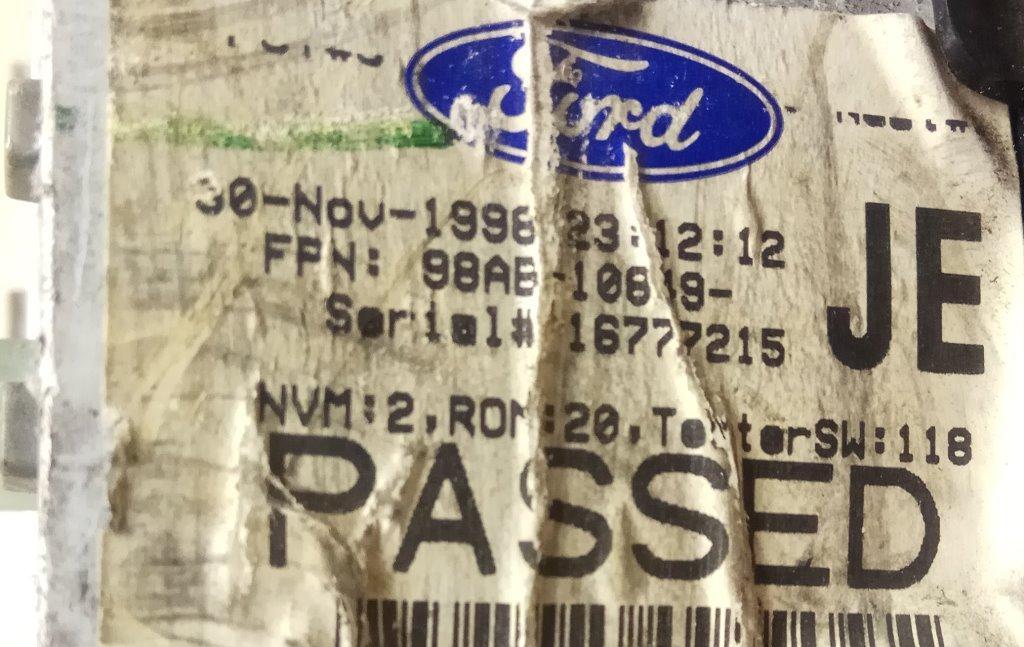 Ford
30-Nov-1998 23:12:12
FPN: 98AB-10849-
JE
Serial# 16777215
NVM:2,ROM:20,TesterSW:118
PASSED